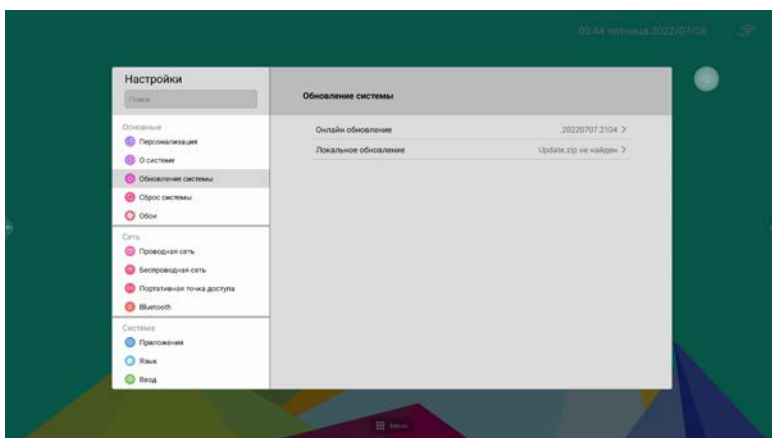 03:44 пятница,2022/07/08
Настройки
Поиск
Основные
Персонализация
О системе
Обновление системы
Сброс системы
Обои
Сеть
Проводная сеть
Беспроводная сеть
Портативная точка доступа
Bluetooth
Система
Приложения
Язык
Ввод
Обновление системы
Онлайн обновление .20220707.2104 >
Локальное обновление Update.zip не найден >
Меню